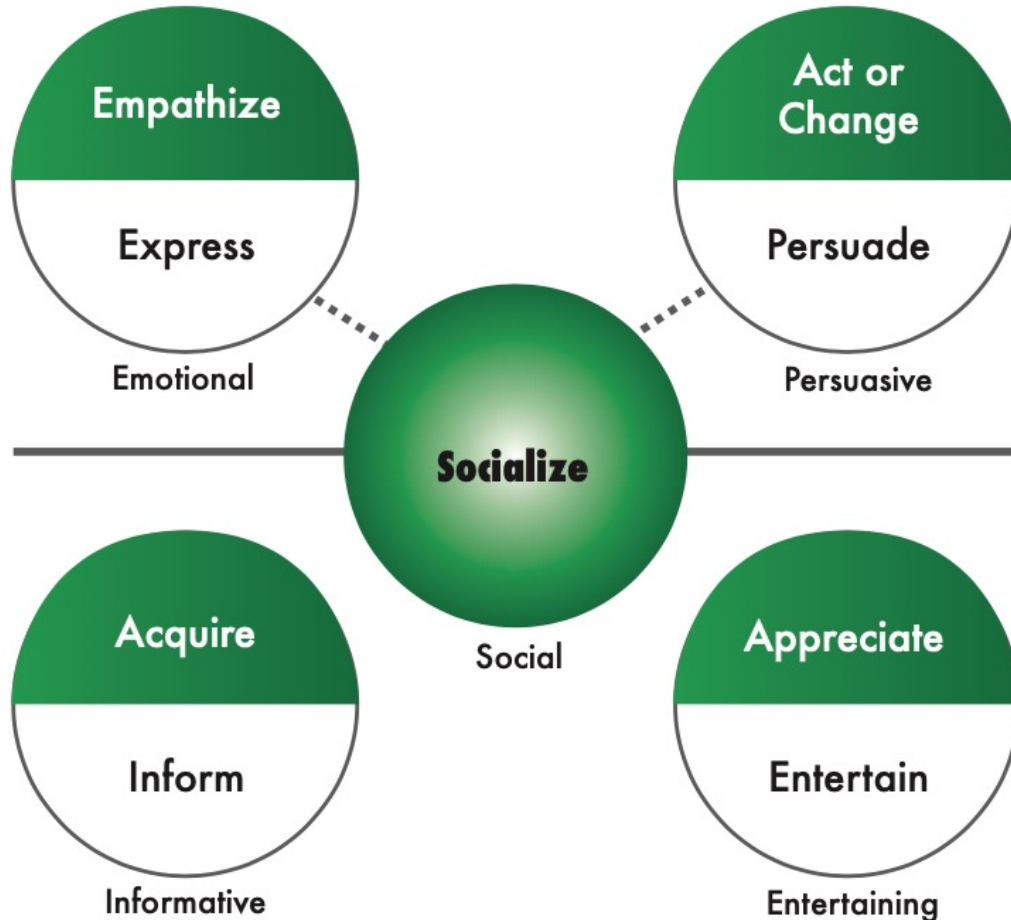 Empathize
Express
Emotional
Act or
Change
Persuade
Persuasive
Socialize
Social
Acquire
Inform
Informative
Appreciate
Entertain
Entertaining